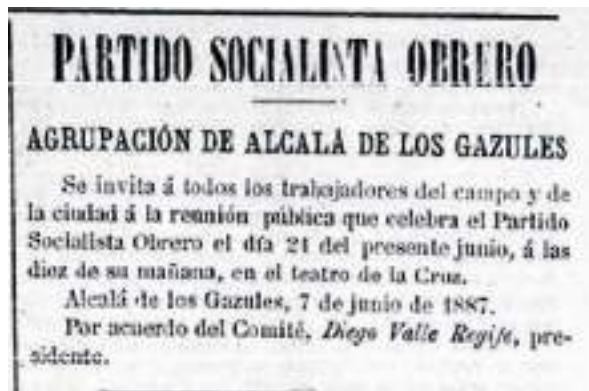 PARTIDO SOCIALISTA OBRERO
AGRUPACIÓN DE ALCALÁ DE LOS GAZULES
Se invita á todos los trabajadores del campo y de
la ciudad á la reunión pública que celebra el Partido
Socialista Obrero el día 21 del presente junio, á las
diez de su mañana, en el teatro de la Cruz.
Alcalá de los Gazules, 7 de junio de 1887.
Por acuerdo del Comité, Diego Valle Regife, pre-
sidente.